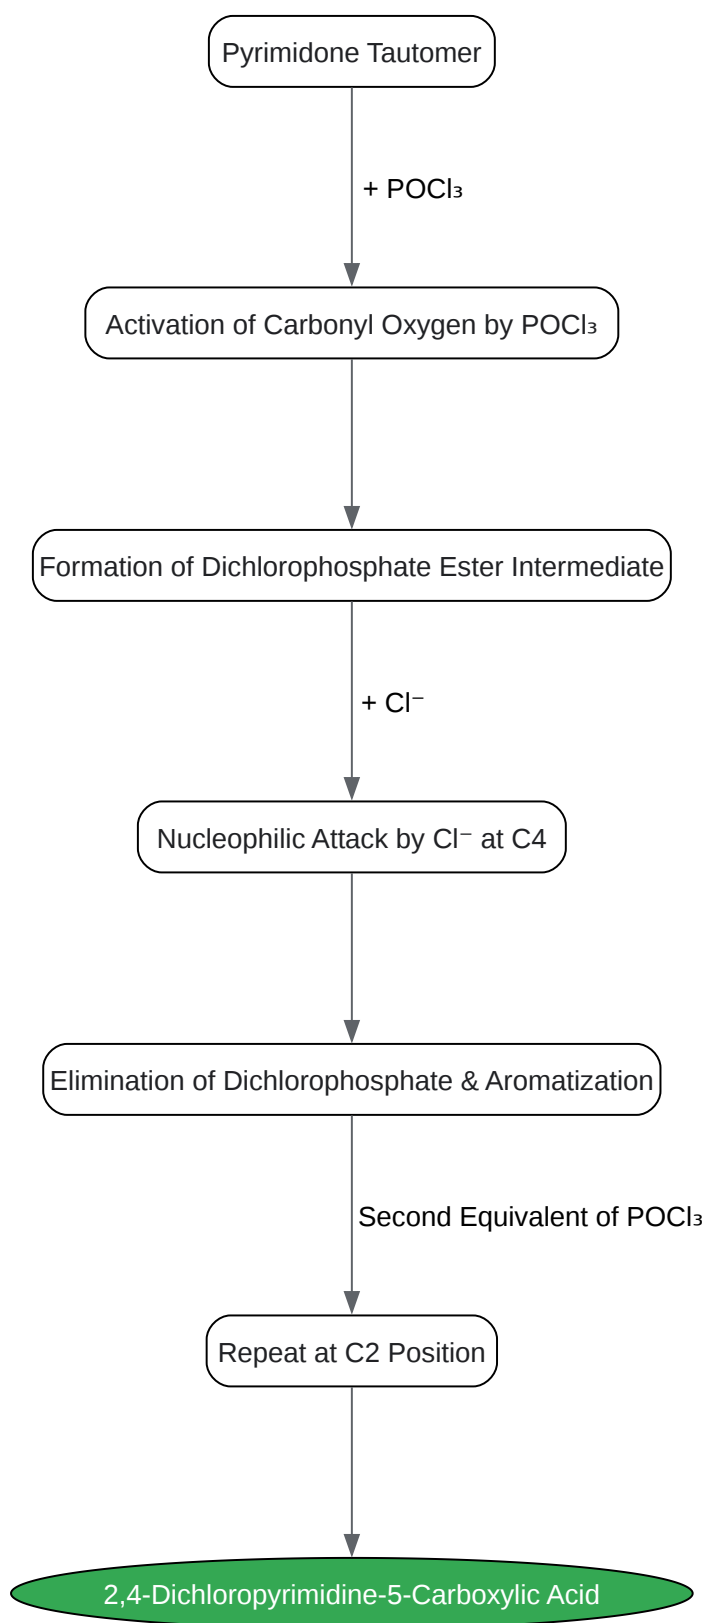 Pyrimidone Tautomer
+ POCl₃
Activation of Carbonyl Oxygen by POCl₃
Formation of Dichlorophosphate Ester Intermediate
+ Cl⁻
Nucleophilic Attack by Cl⁻ at C4
Elimination of Dichlorophosphate & Aromatization
Second Equivalent of POCl₃
Repeat at C2 Position
2,4-Dichloropyrimidine-5-Carboxylic Acid